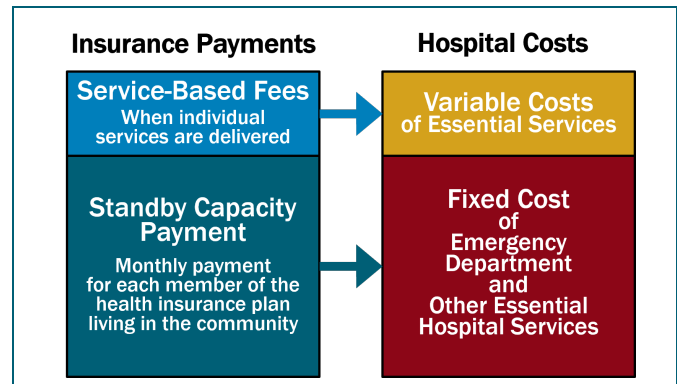 Insurance Payments
Service-Based Fees
When individual
services are delivered
Standby Capacity
Payment
Monthly payment
for each member of the
health insurance plan
living in the community
Hospital Costs
Variable Costs
of Essential Services
Fixed Cost
of
Emergency
Department
and
Other Essential
Hospital Services